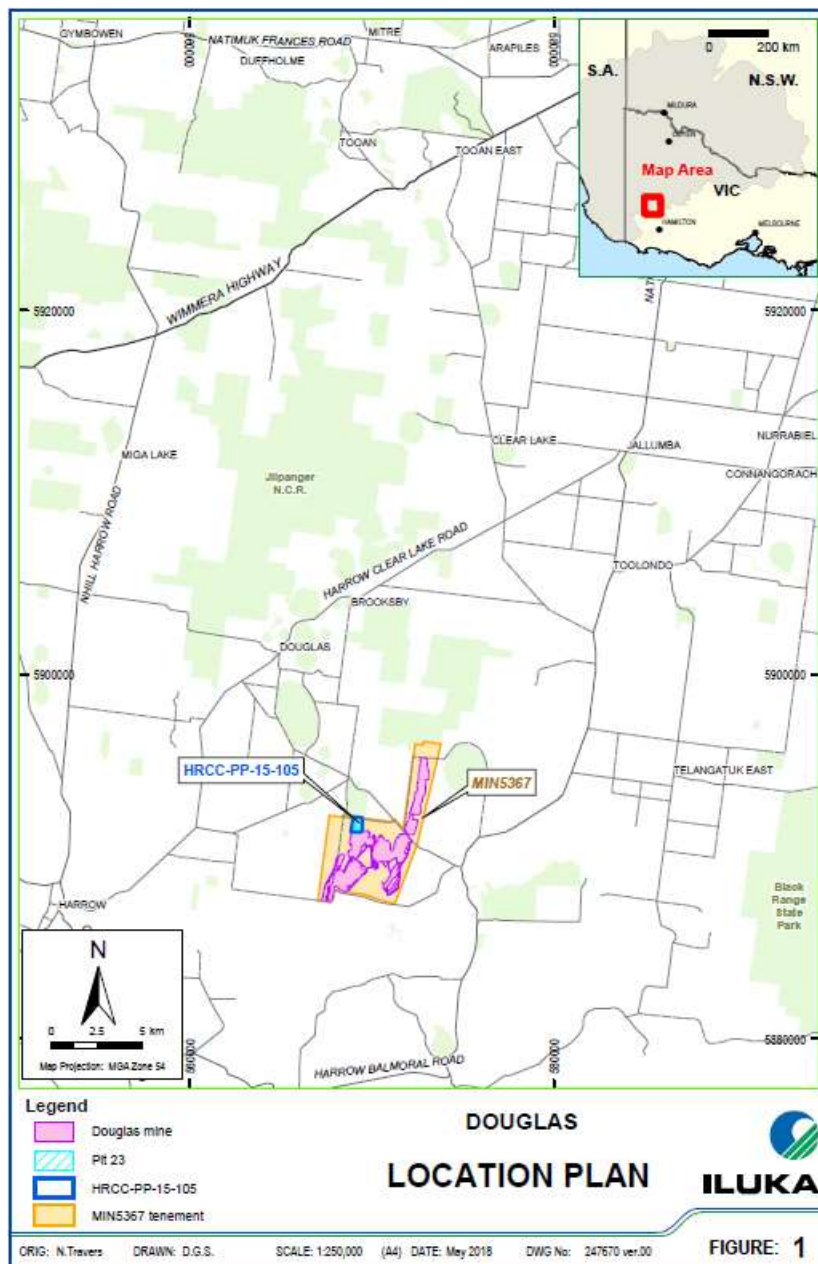 GYMBOWEN
NATIMUK FRANCES ROAD
MITRE
560000
580000
DUFFHOLME
ARAPILES
TOOAN
TOOAN EAST
200 km
S.A.
N.S.W.
MILDURA
Map Area
VIC
HAMILTON
MELBOURNE
WIMMERA HIGHWAY
5920000
5920000
MIGA LAKE
CLEAR LAKE
JALLUMBA
NURRABIEL
CONNANGORACH
Jilpanger
N.C.R.
NHILL HARROW ROAD
HARROW CLEAR LAKE ROAD
TOOLONDO
BROOKSBY
DOUGLAS
5900000
5900000
HRCC-PP-15-105
MIN5367
TELANGATUK EAST
HARROW
Black
Range
State
Park
N
0 2.5 5 km
Map Projection: MGA Zone 54
560000
580000
5880000
HARROW BALMORAL ROAD
Legend
Douglas mine
Pit 23
HRCC-PP-15-105
MIN5367 tenement
DOUGLAS
LOCATION PLAN
ILUKA
ORIG: N.Travers DRAWN: D.G.S. SCALE: 1:250,000 (A4) DATE: May 2018 DWG No: 247670 ver.00 FIGURE: 1